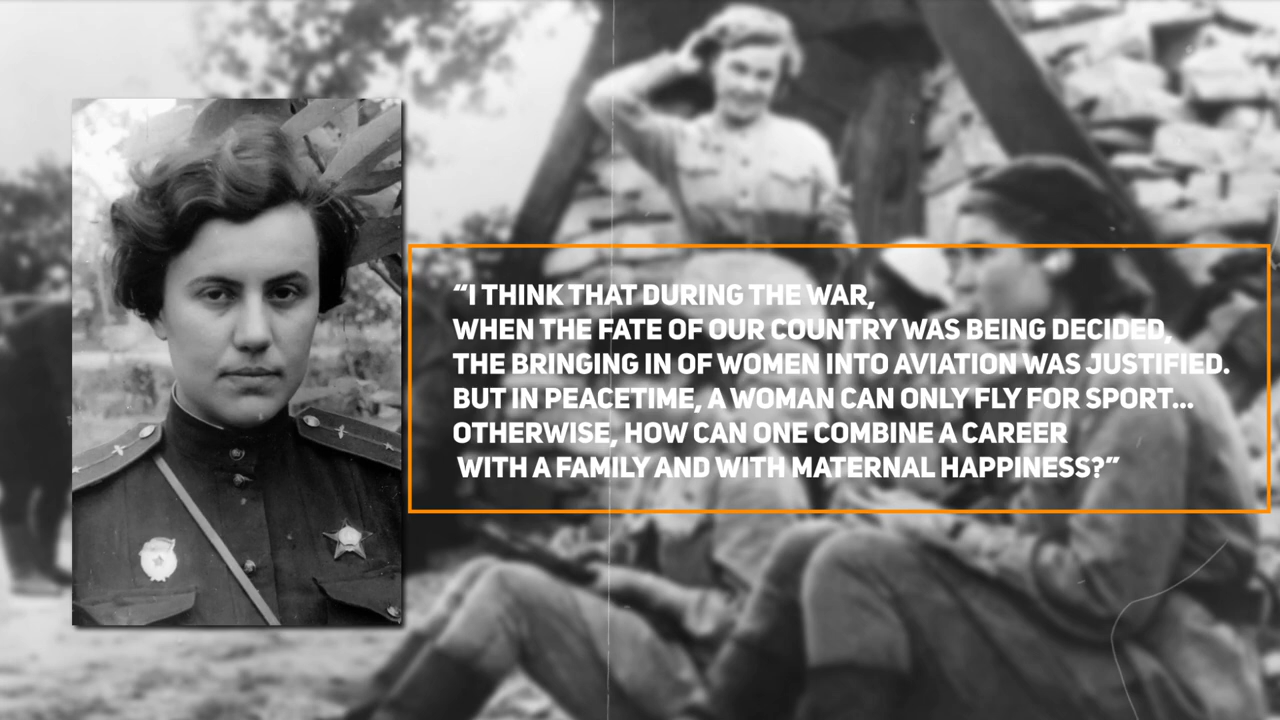 “I THINK THAT DURING THE WAR,
WHEN THE FATE OF OUR COUNTRY WAS BEING DECIDED,
THE BRINGING IN OF WOMEN INTO AVIATION WAS JUSTIFIED.
BUT IN PEACETIME, A WOMAN CAN ONLY FLY FOR SPORT...
OTHERWISE, HOW CAN ONE COMBINE A CAREER
WITH A FAMILY AND WITH MATERNAL HAPPINESS?”